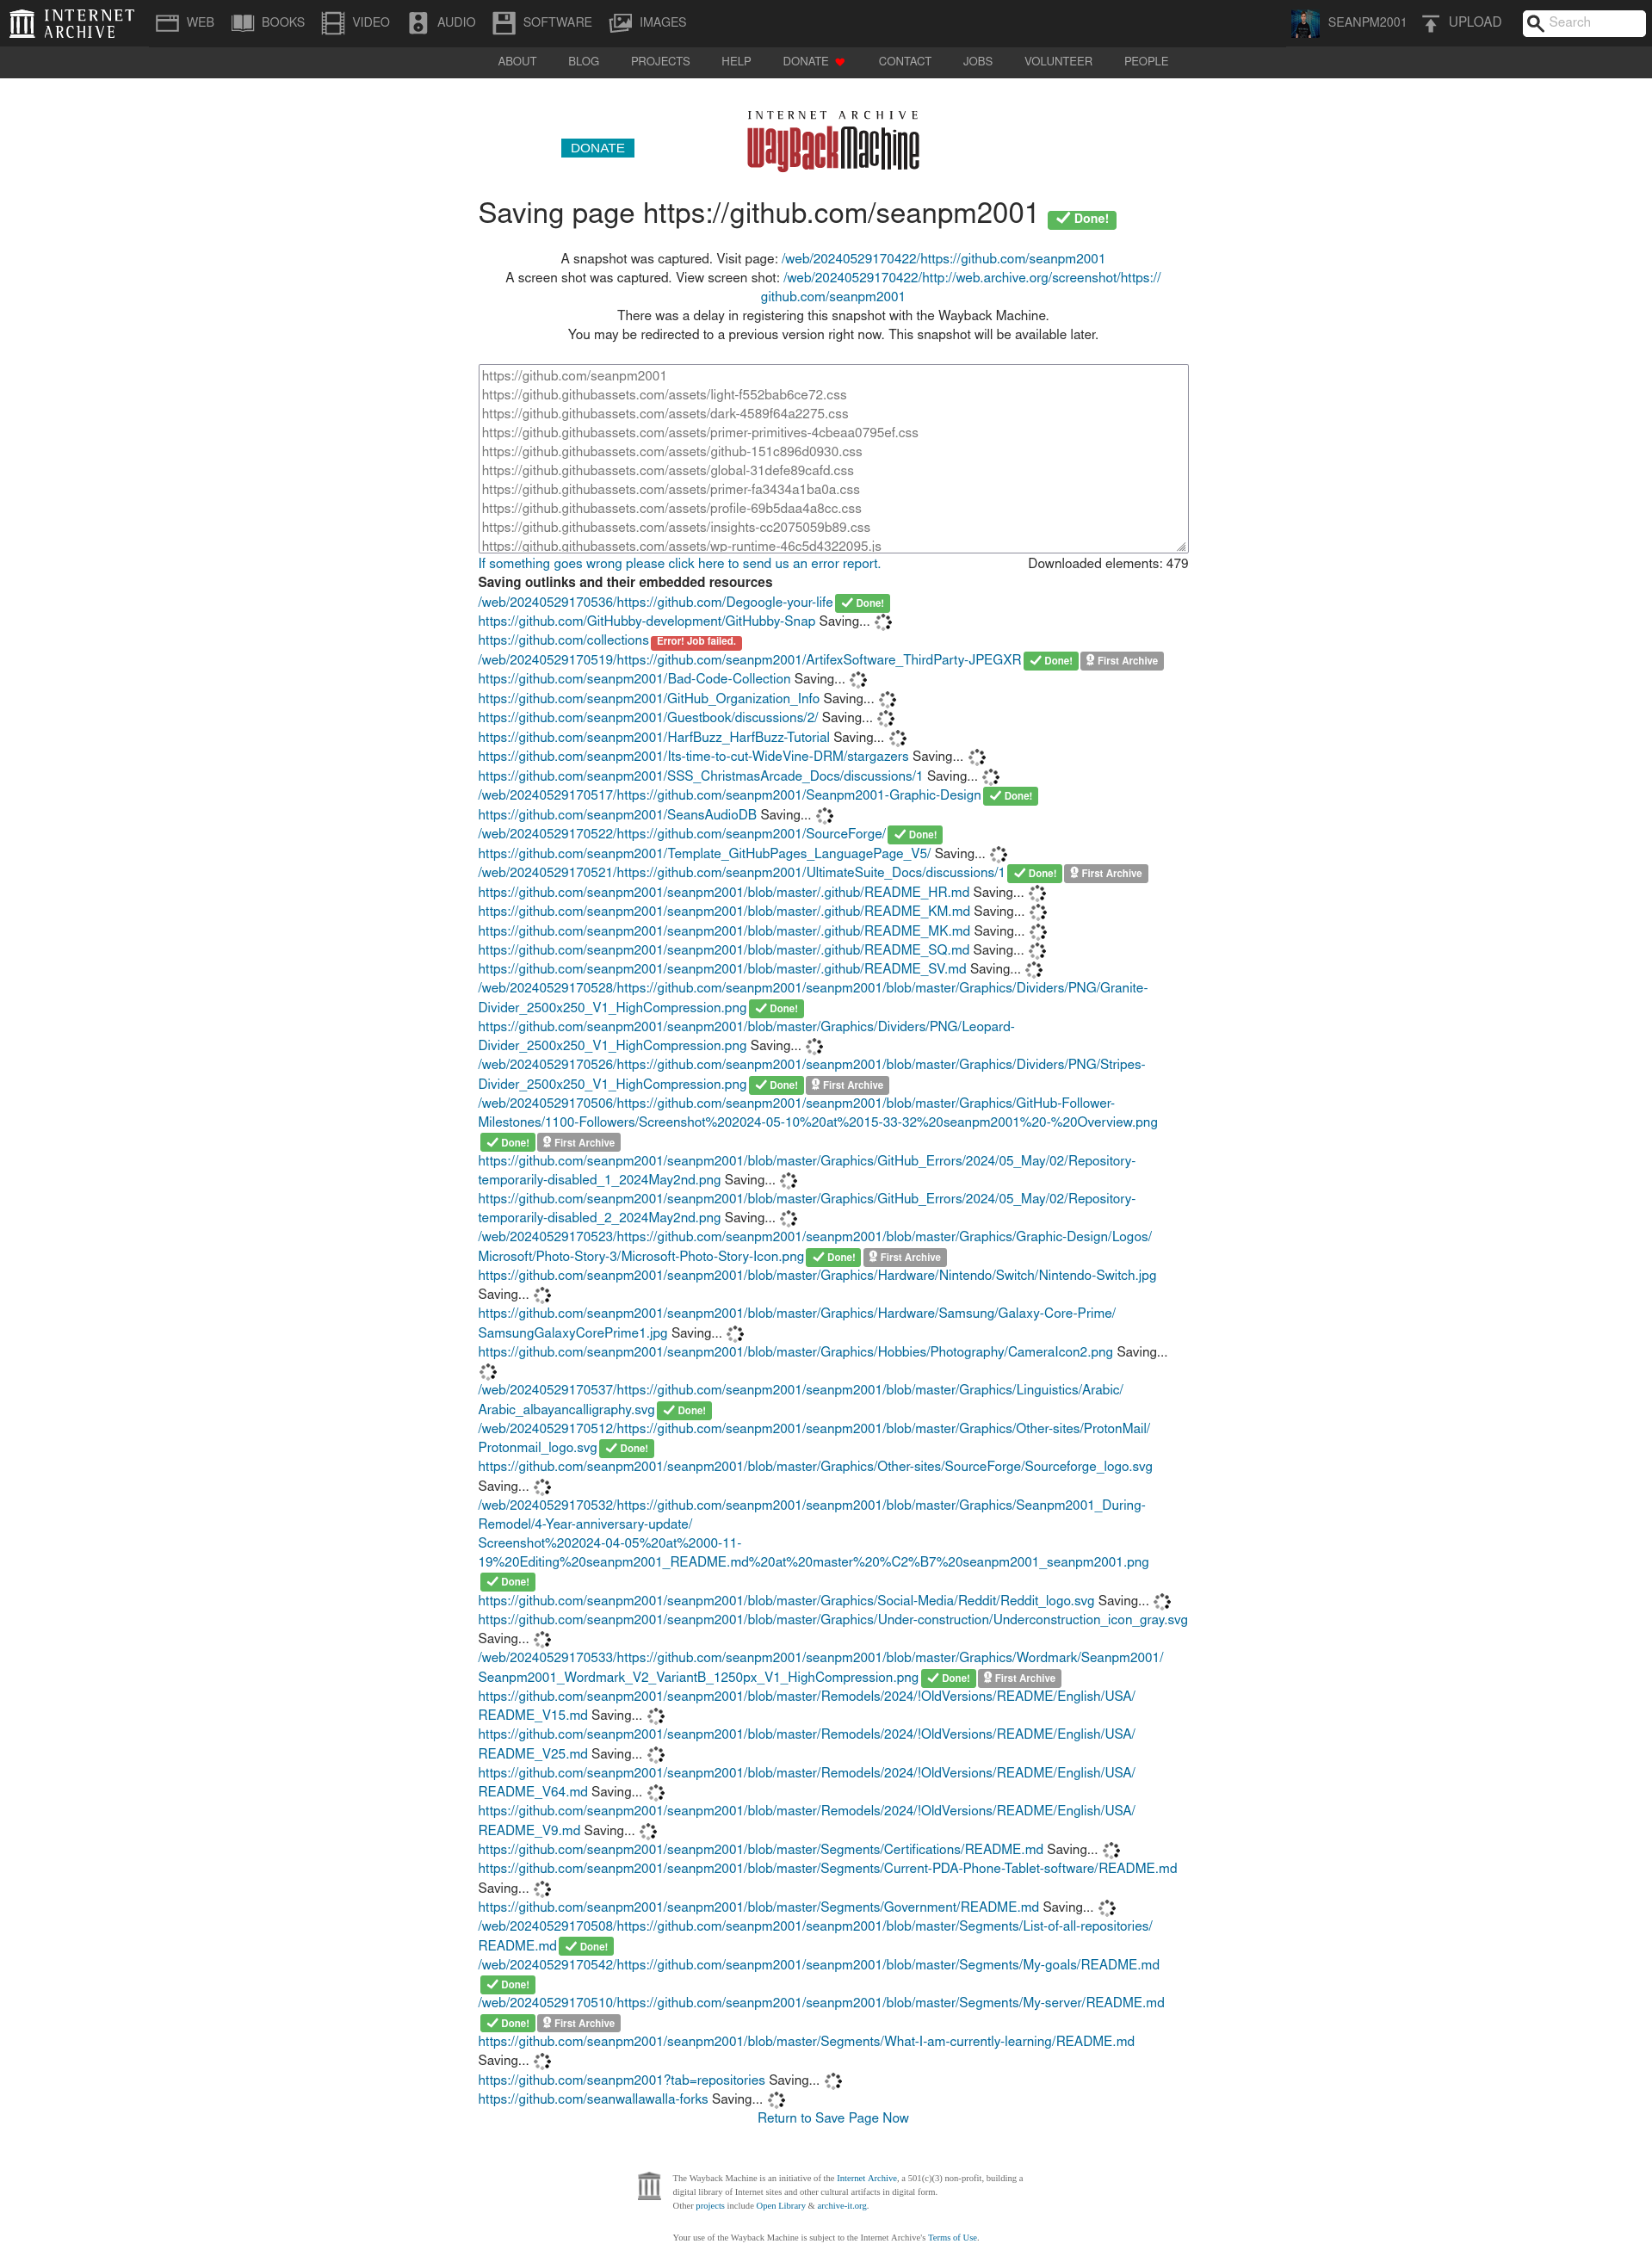 INTERNET ARCHIVE
WEB BOOKS VIDEO AUDIO SOFTWARE IMAGES SEANPM2001 UPLOAD Search
ABOUT BLOG PROJECTS HELP DONATE CONTACT JOBS VOLUNTEER PEOPLE
INTERNET ARCHIVE
DONATE WayBackMachine
Saving page https://github.com/seanpm2001 Done!
A snapshot was captured. Visit page: /web/20240529170422/https://github.com/seanpm2001
A screen shot was captured. View screen shot: /web/20240529170422/http://web.archive.org/screenshot/https://
github.com/seanpm2001
There was a delay in registering this snapshot with the Wayback Machine.
You may be redirected to a previous version right now. This snapshot will be available later.
https://github.com/seanpm2001
https://github.githubassets.com/assets/light-f552bab6ce72.css
https://github.githubassets.com/assets/dark-4589f64a2275.css
https://github.githubassets.com/assets/primer-primitives-4cbeaa0795ef.css
https://github.githubassets.com/assets/github-151c896d0930.css
https://github.githubassets.com/assets/global-31defe89cafd.css
https://github.githubassets.com/assets/primer-fa3434a1ba0a.css
https://github.githubassets.com/assets/profile-69b5daa4a8cc.css
https://github.githubassets.com/assets/insights-cc2075059b89.css
https://github.githubassets.com/assets/wp-runtime-46c5d4322095.js
If something goes wrong please click here to send us an error report. Downloaded elements: 479
Saving outlinks and their embedded resources
/web/20240529170536/https://github.com/Degoogle-your-life Done!
https://github.com/GitHubby-development/GitHubby-Snap Saving...
https://github.com/collections Error! Job failed.
/web/20240529170519/https://github.com/seanpm2001/ArtifexSoftware_ThirdParty-JPEGXR Done! First Archive
https://github.com/seanpm2001/Bad-Code-Collection Saving...
https://github.com/seanpm2001/GitHub_Organization_Info Saving...
https://github.com/seanpm2001/Guestbook/discussions/2/ Saving...
https://github.com/seanpm2001/HarfBuzz_HarfBuzz-Tutorial Saving...
https://github.com/seanpm2001/Its-time-to-cut-WideVine-DRM/stargazers Saving...
https://github.com/seanpm2001/SSS_ChristmasArcade_Docs/discussions/1 Saving...
/web/20240529170517/https://github.com/seanpm2001/Seanpm2001-Graphic-Design Done!
https://github.com/seanpm2001/SeansAudioDB Saving...
/web/20240529170522/https://github.com/seanpm2001/SourceForge/ Done!
https://github.com/seanpm2001/Template_GitHubPages_LanguagePage_V5/ Saving...
/web/20240529170521/https://github.com/seanpm2001/UltimateSuite_Docs/discussions/1 Done! First Archive
https://github.com/seanpm2001/seanpm2001/blob/master/.github/README_HR.md Saving...
https://github.com/seanpm2001/seanpm2001/blob/master/.github/README_KM.md Saving...
https://github.com/seanpm2001/seanpm2001/blob/master/.github/README_MK.md Saving...
https://github.com/seanpm2001/seanpm2001/blob/master/.github/README_SQ.md Saving...
https://github.com/seanpm2001/seanpm2001/blob/master/.github/README_SV.md Saving...
/web/20240529170528/https://github.com/seanpm2001/seanpm2001/blob/master/Graphics/Dividers/PNG/Granite-
Divider_2500x250_V1_HighCompression.png Done!
https://github.com/seanpm2001/seanpm2001/blob/master/Graphics/Dividers/PNG/Leopard-
Divider_2500x250_V1_HighCompression.png Saving...
/web/20240529170526/https://github.com/seanpm2001/seanpm2001/blob/master/Graphics/Dividers/PNG/Stripes-
Divider_2500x250_V1_HighCompression.png Done! First Archive
/web/20240529170506/https://github.com/seanpm2001/seanpm2001/blob/master/Graphics/GitHub-Follower-
Milestones/1100-Followers/Screenshot%202024-05-10%20at%2015-33-32%20seanpm2001%20-%20Overview.png
Done! First Archive
https://github.com/seanpm2001/seanpm2001/blob/master/Graphics/GitHub_Errors/2024/05_May/02/Repository-
temporarily-disabled_1_2024May2nd.png Saving...
https://github.com/seanpm2001/seanpm2001/blob/master/Graphics/GitHub_Errors/2024/05_May/02/Repository-
temporarily-disabled_2_2024May2nd.png Saving...
/web/20240529170523/https://github.com/seanpm2001/seanpm2001/blob/master/Graphics/Graphic-Design/Logos/
Microsoft/Photo-Story-3/Microsoft-Photo-Story-Icon.png Done! First Archive
https://github.com/seanpm2001/seanpm2001/blob/master/Graphics/Hardware/Nintendo/Switch/Nintendo-Switch.jpg
Saving...
https://github.com/seanpm2001/seanpm2001/blob/master/Graphics/Hardware/Samsung/Galaxy-Core-Prime/
SamsungGalaxyCorePrime1.jpg Saving...
https://github.com/seanpm2001/seanpm2001/blob/master/Graphics/Hobbies/Photography/CameraIcon2.png Saving...
/web/20240529170537/https://github.com/seanpm2001/seanpm2001/blob/master/Graphics/Linguistics/Arabic/
Arabic_albayancalligraphy.svg Done!
/web/20240529170512/https://github.com/seanpm2001/seanpm2001/blob/master/Graphics/Other-sites/ProtonMail/
Protonmail_logo.svg Done!
https://github.com/seanpm2001/seanpm2001/blob/master/Graphics/Other-sites/SourceForge/Sourceforge_logo.svg
Saving...
/web/20240529170532/https://github.com/seanpm2001/seanpm2001/blob/master/Graphics/Seanpm2001_During-
Remodel/4-Year-anniversary-update/
Screenshot%202024-04-05%20at%2000-11-
19%20Editing%20seanpm2001_README.md%20at%20master%20%C2%B7%20seanpm2001_seanpm2001.png
Done!
https://github.com/seanpm2001/seanpm2001/blob/master/Graphics/Social-Media/Reddit/Reddit_logo.svg Saving...
https://github.com/seanpm2001/seanpm2001/blob/master/Graphics/Under-construction/Underconstruction_icon_gray.svg
Saving...
/web/20240529170533/https://github.com/seanpm2001/seanpm2001/blob/master/Graphics/Wordmark/Seanpm2001/
Seanpm2001_Wordmark_V2_VariantB_1250px_V1_HighCompression.png Done! First Archive
https://github.com/seanpm2001/seanpm2001/blob/master/Remodels/2024/!OldVersions/README/English/USA/
README_V15.md Saving...
https://github.com/seanpm2001/seanpm2001/blob/master/Remodels/2024/!OldVersions/README/English/USA/
README_V25.md Saving...
https://github.com/seanpm2001/seanpm2001/blob/master/Remodels/2024/!OldVersions/README/English/USA/
README_V64.md Saving...
https://github.com/seanpm2001/seanpm2001/blob/master/Remodels/2024/!OldVersions/README/English/USA/
README_V9.md Saving...
https://github.com/seanpm2001/seanpm2001/blob/master/Segments/Certifications/README.md Saving...
https://github.com/seanpm2001/seanpm2001/blob/master/Segments/Current-PDA-Phone-Tablet-software/README.md
Saving...
https://github.com/seanpm2001/seanpm2001/blob/master/Segments/Government/README.md Saving...
/web/20240529170508/https://github.com/seanpm2001/seanpm2001/blob/master/Segments/List-of-all-repositories/
README.md Done!
/web/20240529170542/https://github.com/seanpm2001/seanpm2001/blob/master/Segments/My-goals/README.md
Done!
/web/20240529170510/https://github.com/seanpm2001/seanpm2001/blob/master/Segments/My-server/README.md
Done! First Archive
https://github.com/seanpm2001/seanpm2001/blob/master/Segments/What-I-am-currently-learning/README.md
Saving...
https://github.com/seanpm2001?tab=repositories Saving...
https://github.com/seanwallawalla-forks Saving...
Return to Save Page Now
The Wayback Machine is an initiative of the Internet Archive, a 501(c)(3) non-profit, building a
digital library of Internet sites and other cultural artifacts in digital form.
Other projects include Open Library & archive-it.org.
Your use of the Wayback Machine is subject to the Internet Archive's Terms of Use.